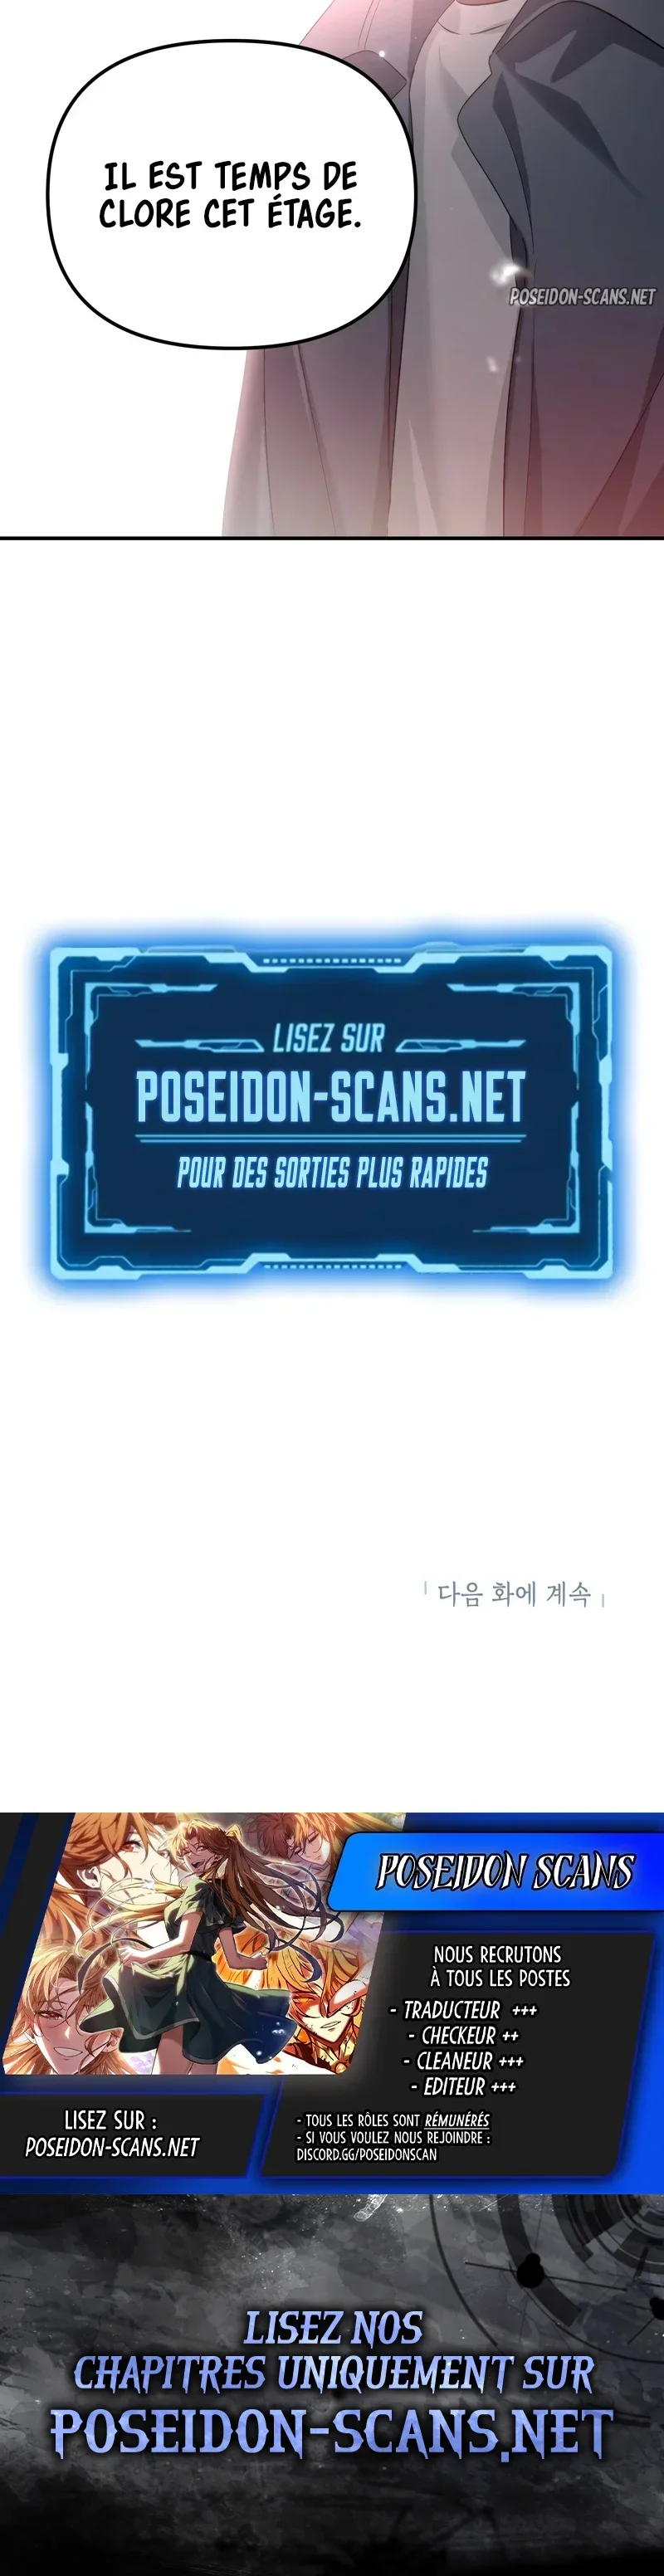 IL EST TEMPS DE
CLORE CET ÉTAGE.
POSEIDON-SCANS.NET
LISEZ SUR
POSEIDON-SCANS.NET
POUR DES SORTIES PLUS RAPIDES
다음 화에 계속
POSEIDON SCANS
NOUS RECRUTONS
À TOUS LES POSTES
- TRADUCTEUR +++
- CHECKEUR ++
- CLEANEUR +++
- EDITEUR +++
LISEZ SUR :
POSEIDON-SCANS.NET
- TOUS LES RÔLES SONT RÉMUNÉRÉS
- SI VOUS VOULEZ NOUS REJOINDRE :
DISCORD.GG/POSEIDONSCAN
LISEZ NOS
CHAPITRES UNIQUEMENT SUR
POSEIDON-SCANS.NET